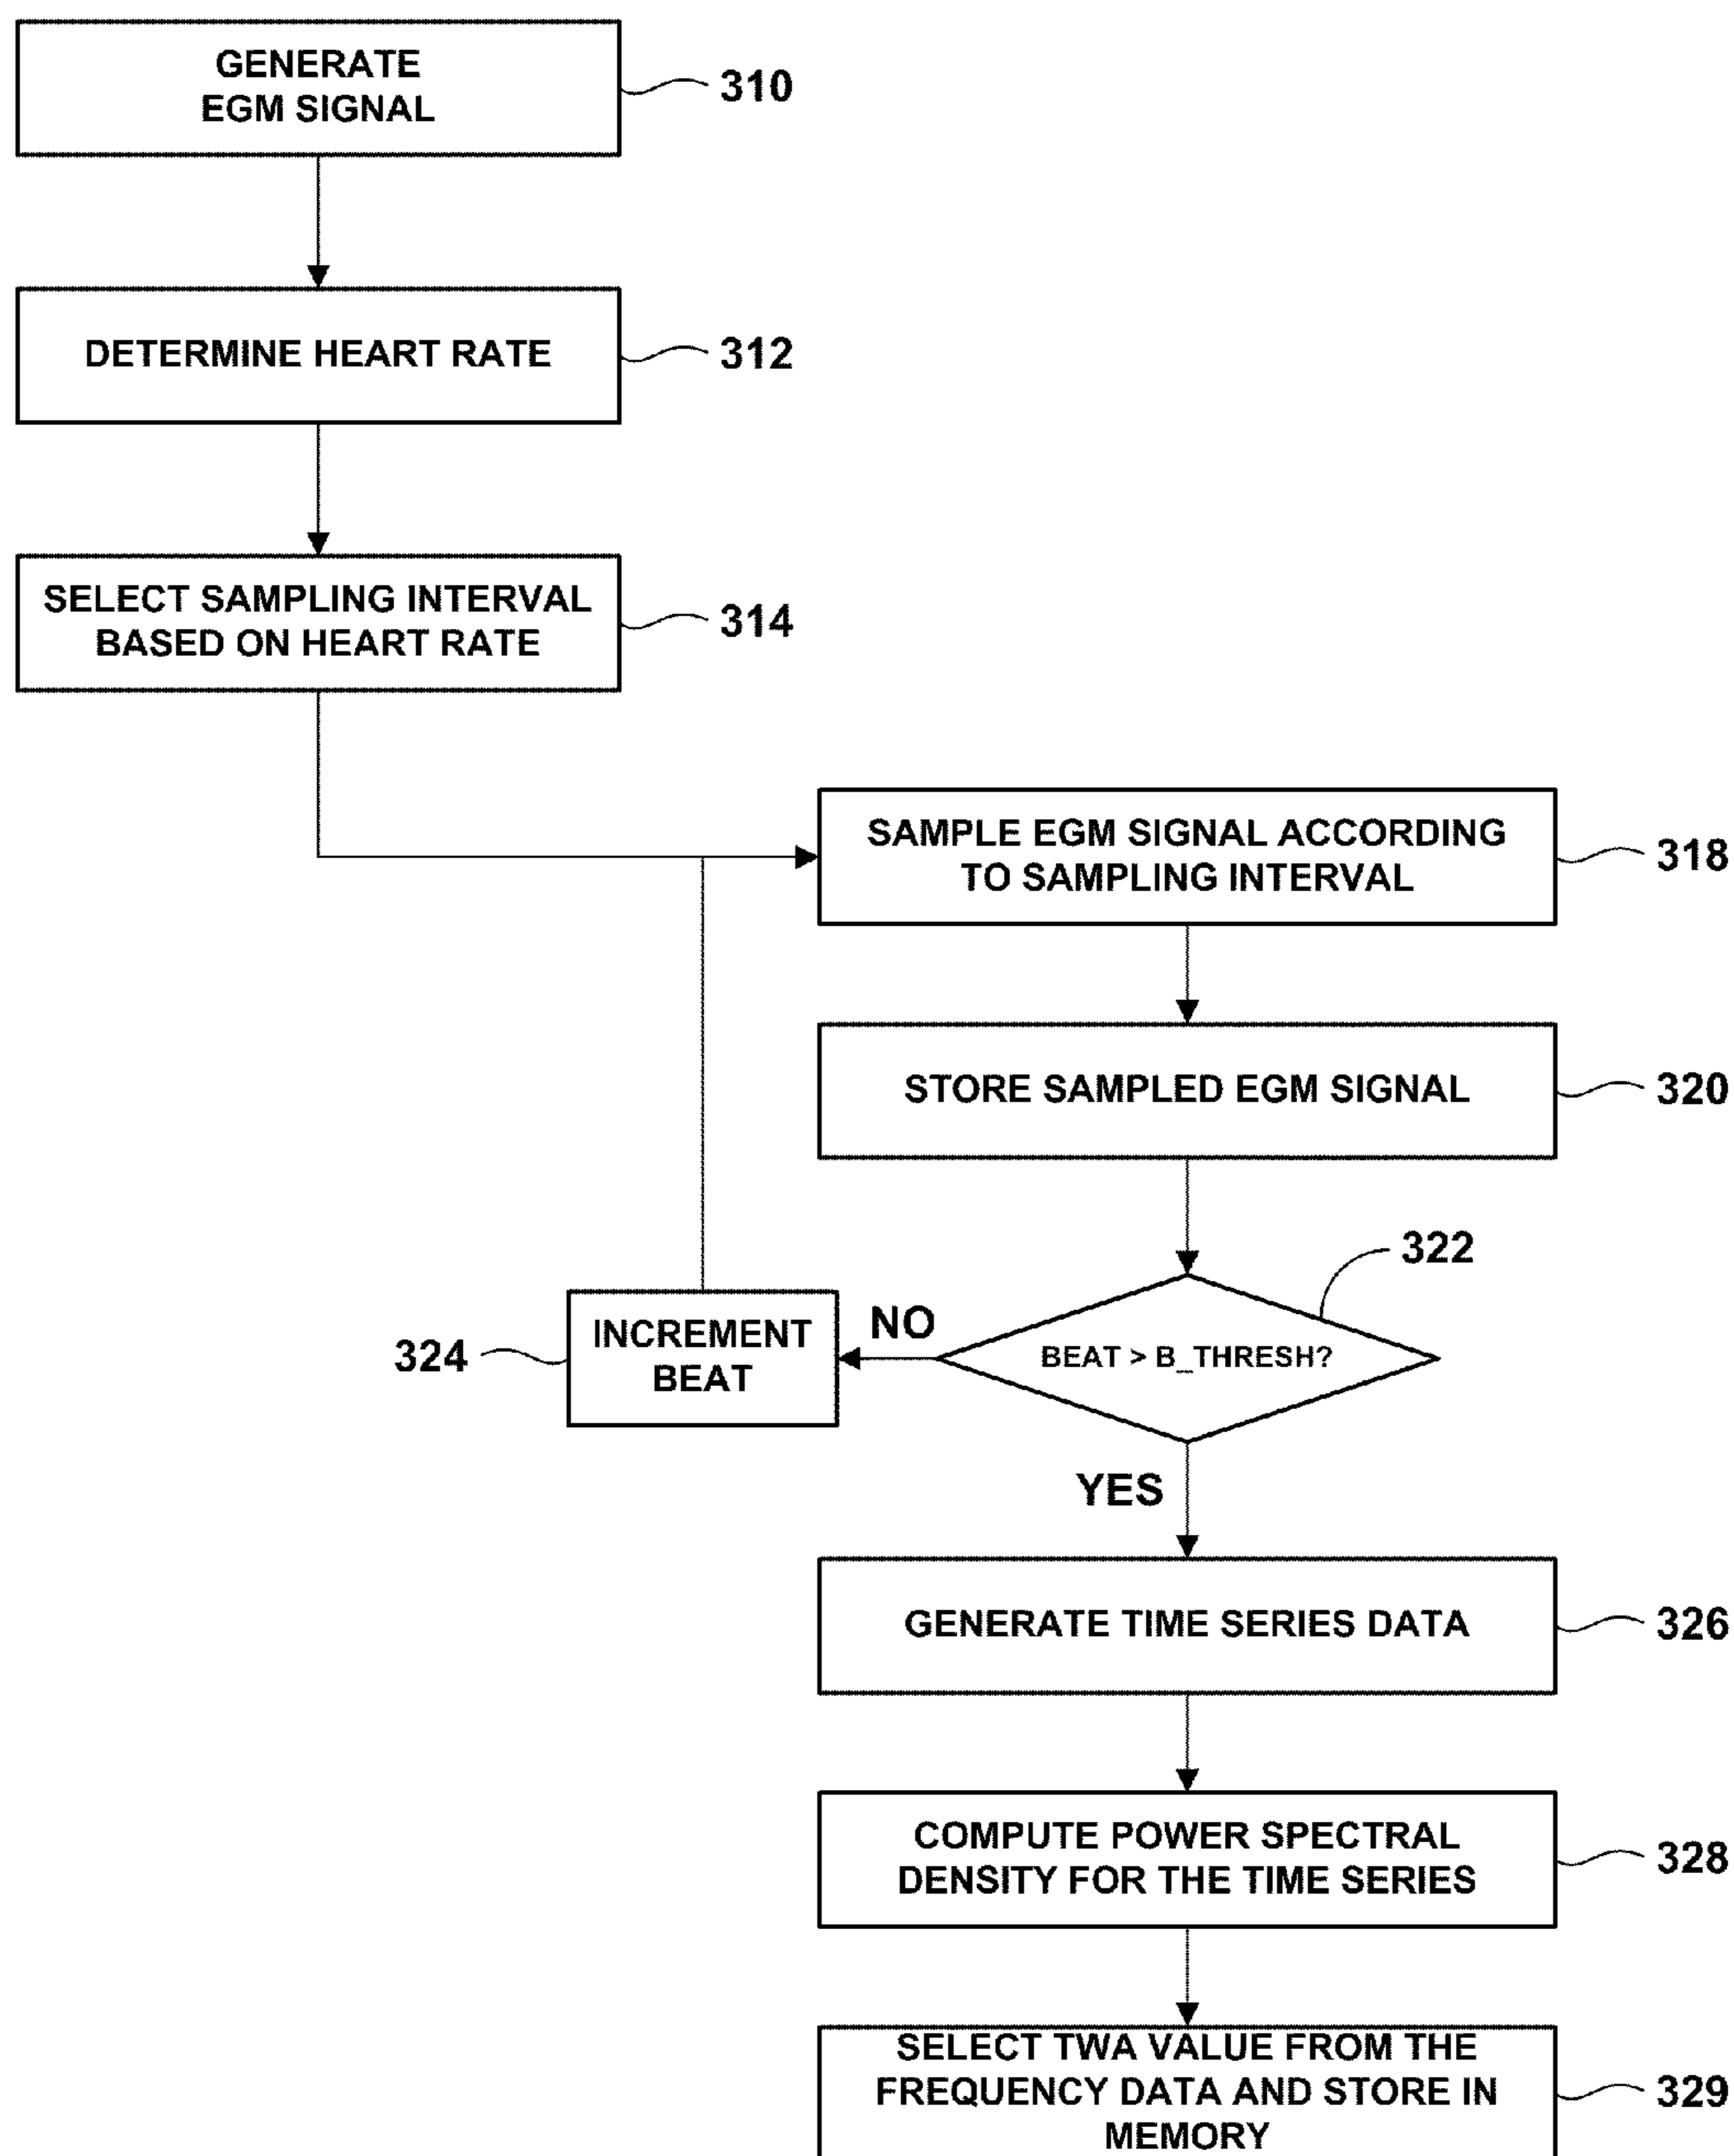 GENERATE
EGM SIGNAL
310
DETERMINE HEART RATE
312
SELECT SAMPLING INTERVAL
BASED ON HEART RATE
314
SAMPLE EGM SIGNAL ACCORDING
TO SAMPLING INTERVAL
318
STORE SAMPLED EGM SIGNAL
320
322
BEAT > B_THRESH?
NO
INCREMENT
BEAT
324
YES
GENERATE TIME SERIES DATA
326
COMPUTE POWER SPECTRAL
DENSITY FOR THE TIME SERIES
328
SELECT TWA VALUE FROM THE
FREQUENCY DATA AND STORE IN
MEMORY
329